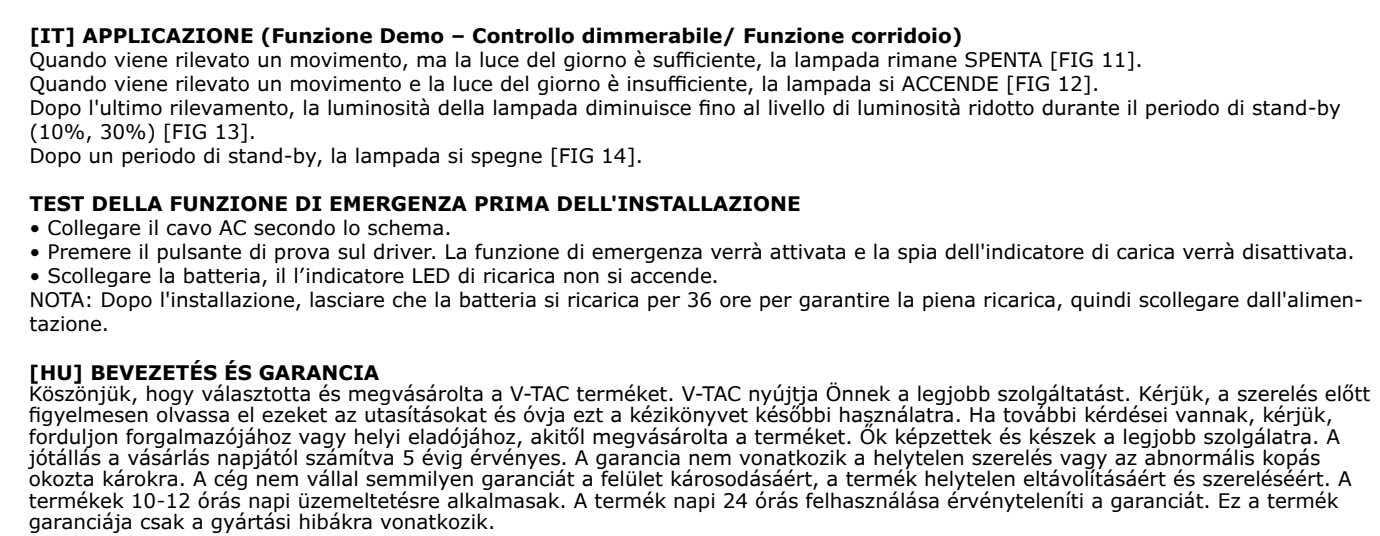 [IT] APPLICAZIONE (Funzione Demo – Controllo dimmerabile/ Funzione corridoio)
Quando viene rilevato un movimento, ma la luce del giorno è sufficiente, la lampada rimane SPENTA [FIG 11].
Quando viene rilevato un movimento e la luce del giorno è insufficiente, la lampada si ACCENDE [FIG 12].
Dopo l'ultimo rilevamento, la luminosità della lampada diminuisce fino al livello di luminosità ridotto durante il periodo di stand-by
(10%, 30%) [FIG 13].
Dopo un periodo di stand-by, la lampada si spegne [FIG 14].
TEST DELLA FUNZIONE DI EMERGENZA PRIMA DELL'INSTALLAZIONE
• Collegare il cavo AC secondo lo schema.
• Premere il pulsante di prova sul driver. La funzione di emergenza verrà attivata e la spia dell'indicatore di carica verrà disattivata.
• Scollegare la batteria, il l’indicatore LED di ricarica non si accende.
NOTA: Dopo l'installazione, lasciare che la batteria si ricarica per 36 ore per garantire la piena ricarica, quindi scollegare dall'alimen-
tazione.
[HU] BEVEZETÉS ÉS GARANCIA
Köszönjük, hogy választotta és megvásárolta a V-TAC terméket. V-TAC nyújtja Önnek a legjobb szolgáltatást. Kérjük, a szerelés előtt
figyelmesen olvassa el ezeket az utasításokat és óvja ezt a kézikönyvet későbbi használatra. Ha további kérdései vannak, kérjük,
forduljon forgalmazójához vagy helyi eladójához, akitől megvásárolta a terméket. Ők képzettek és készek a legjobb szolgálatra. A
jótállás a vásárlás napjától számítva 5 évig érvényes. A garancia nem vonatkozik a helytelen szerelés vagy az abnormális kopás
okozta károkra. A cég nem vállal semmilyen garanciát a felület károsodásáért, a termék helytelen eltávolításáért és szereléséért. A
termékek 10-12 órás napi üzemeltetésre alkalmasak. A termék napi 24 órás felhasználása érvényteleníti a garanciát. Ez a termék
garanciája csak a gyártási hibákra vonatkozik.